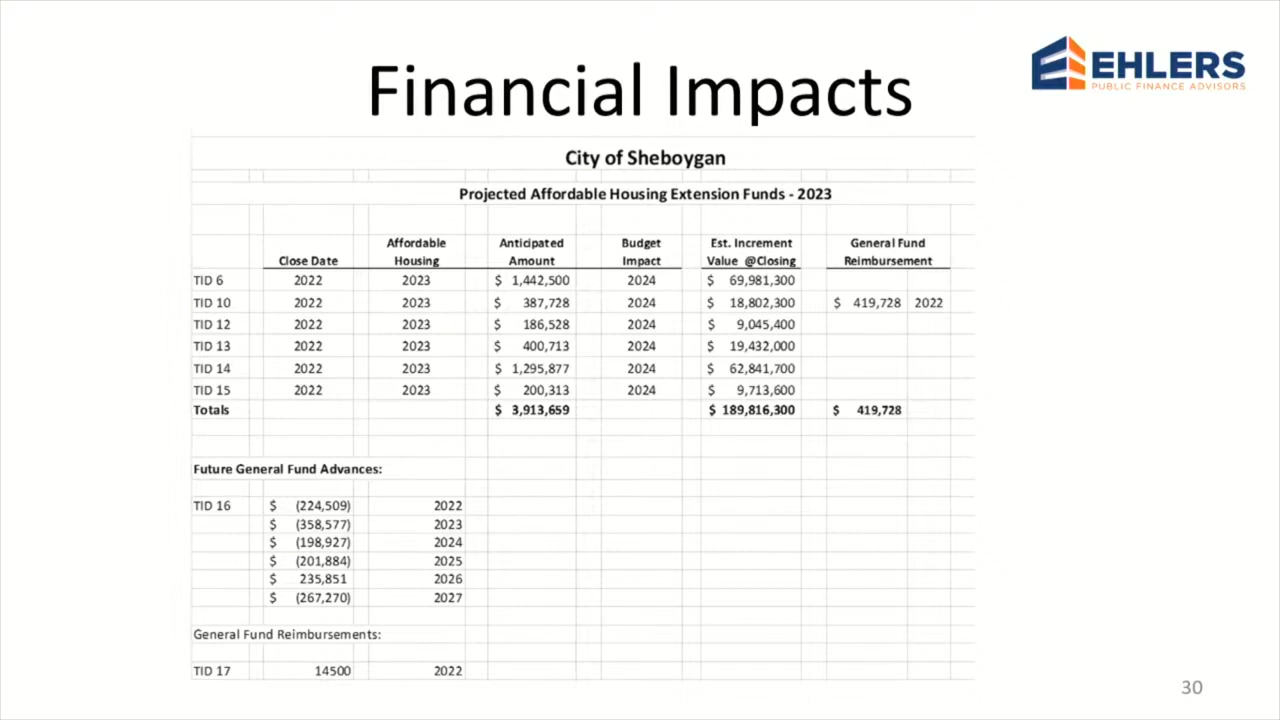 Financial Impacts
EHLERS
PUBLIC FINANCE ADVISORS
City of Sheboygan
Projected Affordable Housing Extension Funds - 2023
Affordable Anticipated Budget Est. Increment General Fund
Close Date Housing Amount Impact Value @Closing Reimbursement
TID 6 2022 2023 $ 1,442,500 2024 $ 69,981,300
TID 10 2022 2023 $ 387,728 2024 $ 18,802,300 $ 419,728 2022
TID 12 2022 2023 $ 186,528 2024 $ 9,045,400
TID 13 2022 2023 $ 400,713 2024 $ 19,432,000
TID 14 2022 2023 $ 1,295,877 2024 $ 62,841,700
TID 15 2022 2023 $ 200,313 2024 $ 9,713,600
Totals $ 3,913,659 $ 189,816,300 $ 419,728
Future General Fund Advances:
TID 16 $ (224,509) 2022
$ (358,577) 2023
$ (198,927) 2024
$ (201,884) 2025
$ 235,851 2026
$ (267,270) 2027
General Fund Reimbursements:
TID 17 14500 2022
30